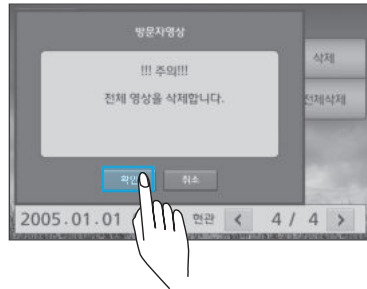 방문자영상
!!! 주의!!!
전체 영상을 삭제합니다.
삭제
전체삭제
확인
취소
2005.01.01
현관 < 4 / 4 >